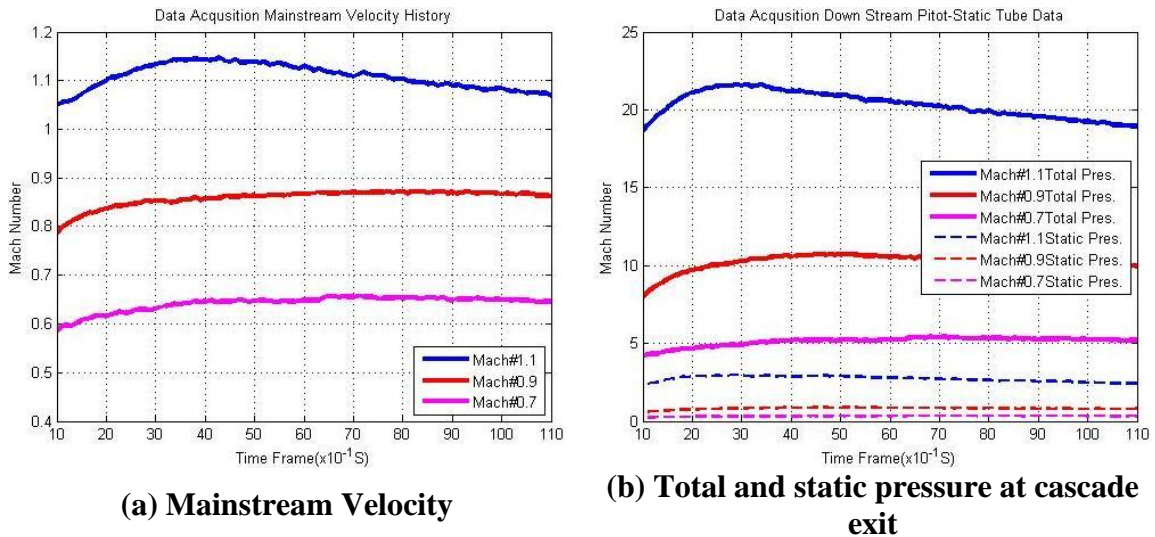 Data Acqusition Mainstream Velocity History
1.2
1.1
1
0.9
0.8
0.7
0.6
0.5
0.4
Mach Number
Mach#1.1
Mach#0.9
Mach#0.7
10 20 30 40 50 60 70 80 90 100 110
Time Frame(x10-1S)
(a) Mainstream Velocity
Data Acqusition Down Stream Pitot-Static Tube Data
25
20
15
10
5
0
Mach Number
Mach#1.1Total Pres.
Mach#0.9Total Pres.
Mach#0.7Total Pres.
Mach#1.1Static Pres.
Mach#0.9Static Pres.
Mach#0.7Static Pres.
10 20 30 40 50 60 70 80 90 100 110
Time Frame(x10-1S)
(b) Total and static pressure at cascade
exit